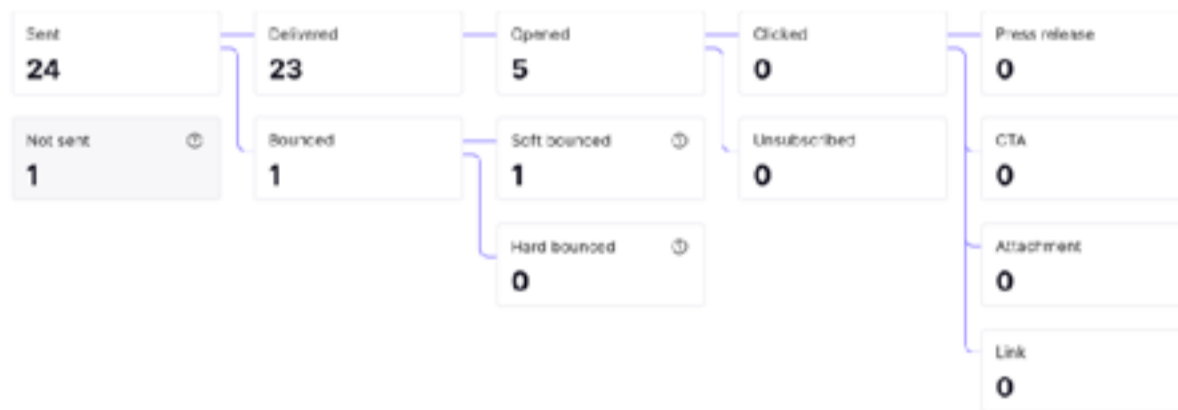 Sent
24
Delivered
23
Opened
5
Clicked
0
Press release
0
Not sent
1
Bounced
1
Soft bounced
1
Unsubscribed
0
CTA
0
Hard bounced
0
Attachment
0
Link
0